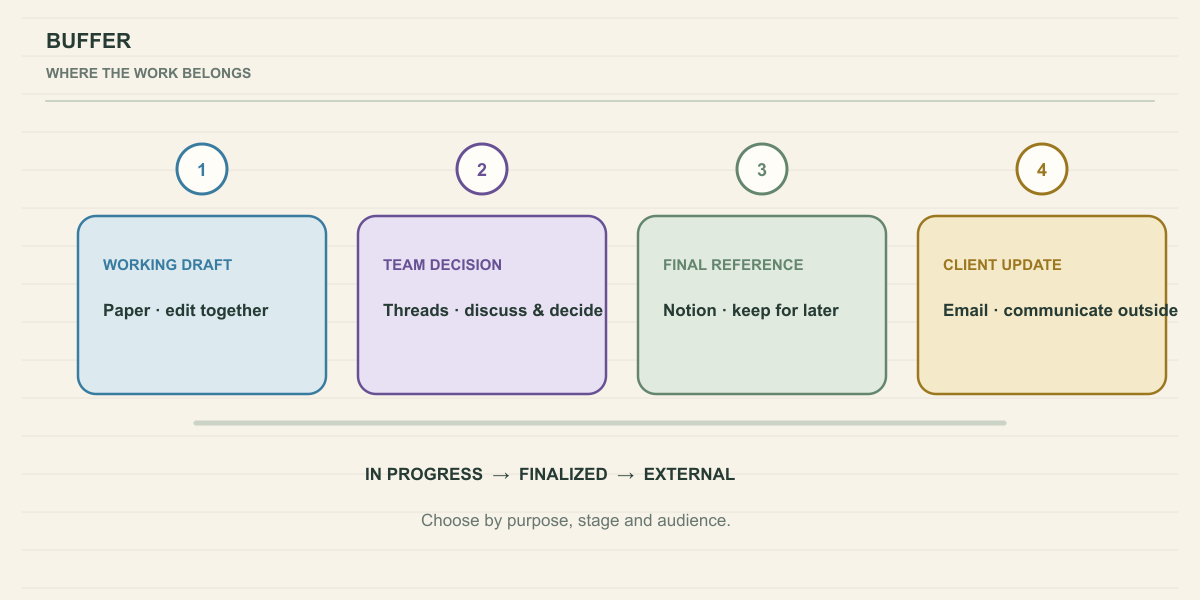 BUFFER
WHERE THE WORK BELONGS
1
2
3
4
WORKING DRAFT
Paper · edit together
TEAM DECISION
Threads · discuss & decide
FINAL REFERENCE
Notion · keep for later
CLIENT UPDATE
Email · communicate outside
IN PROGRESS → FINALIZED → EXTERNAL
Choose by purpose, stage and audience.